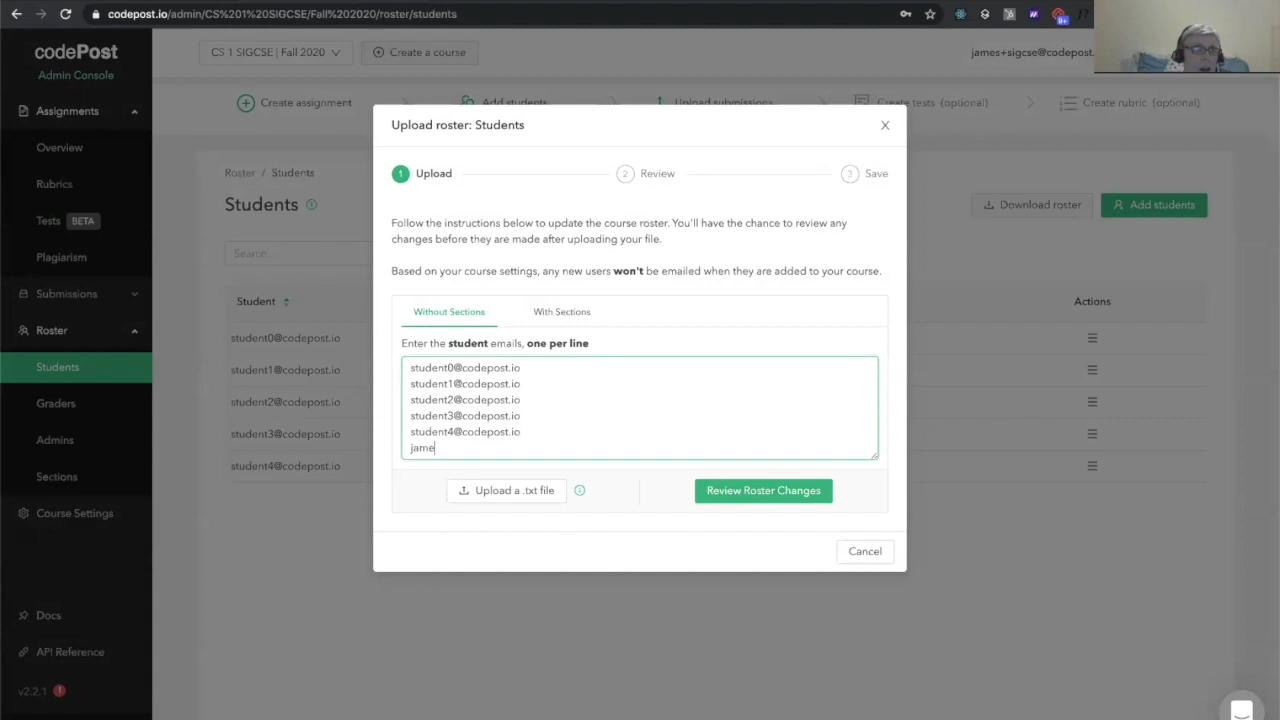 codepost.io/admin/CS%201%20SIGCSE/Fall%202020/roster/students
9+
codePost
Admin Console
CS 1 SIGCSE | Fall 2020
Create a course
james+sigcse@codepost.
Create assignment
Add students
Upload submissions
Create tests (optional)
Create rubric (optional)
Assignments
Overview
Rubrics
Tests BETA
Plagiarism
Submissions
Roster
Students
Graders
Admins
Sections
Course Settings
Docs
API Reference
v2.2.1
Roster / Students
Students
Download roster
Add students
Search...
Student
Actions
student0@codepost.io
student1@codepost.io
student2@codepost.io
student3@codepost.io
student4@codepost.io
Upload roster: Students
1 Upload
2 Review
3 Save
Follow the instructions below to update the course roster. You'll have the chance to review any
changes before they are made after uploading your file.
Based on your course settings, any new users won't be emailed when they are added to your course.
Without Sections
With Sections
Enter the student emails, one per line
student0@codepost.io
student1@codepost.io
student2@codepost.io
student3@codepost.io
student4@codepost.io
jame
Upload a .txt file
Review Roster Changes
Cancel